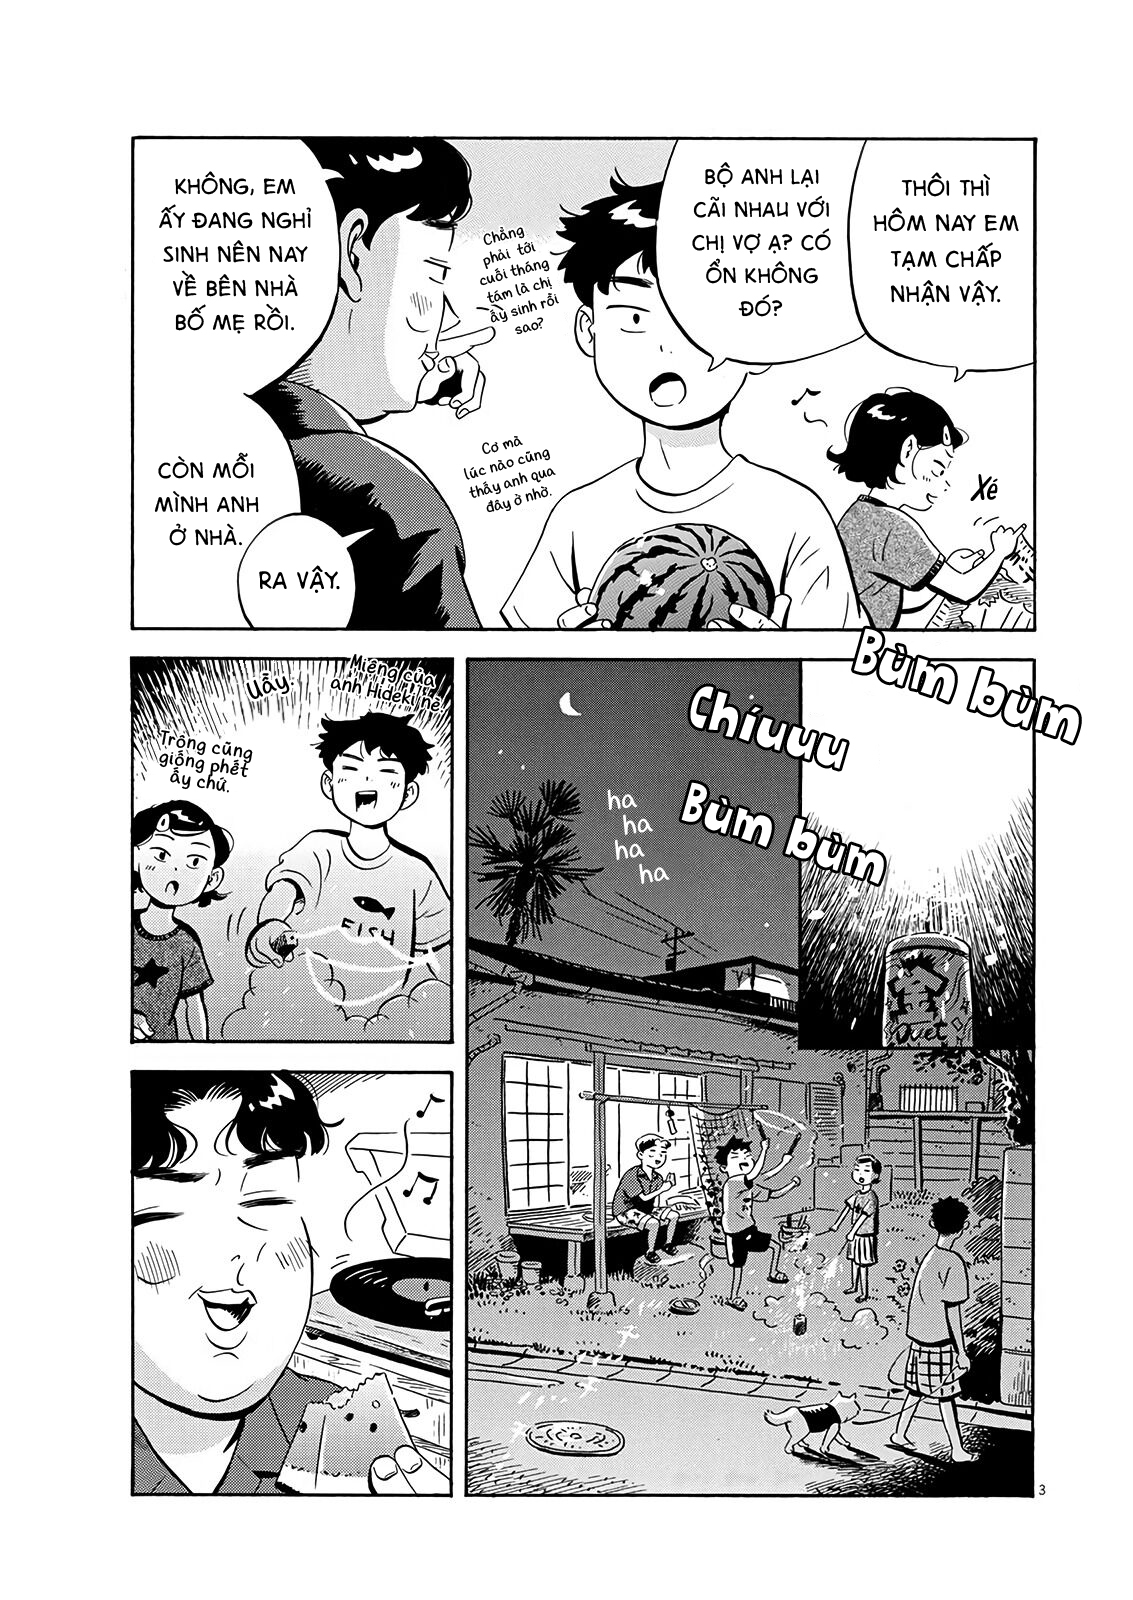 THÔI THÌ
HÔM NAY EM
TẠM CHẤP
NHẬN VẬY.
BỘ ANH LẠI
CÃI NHAU VỚI
CHỊ VỢ Ạ? CÓ
ỔN KHÔNG
ĐÓ?
Xé
Chẳng
phải tới
cuối tháng
tám là chị
ấy sinh rồi
sao?
KHÔNG, EM
ẤY ĐANG NGHỈ
SINH NÊN NAY
VỀ BÊN NHÀ
BỐ MẸ RỒI.
Cơ mà
lúc nào cũng
thấy anh qua
đây ở nhờ.
CÒN MỖI
MÌNH ANH
Ở NHÀ.
RA VẬY.
Bùm bùm
Chíuuu
Bùm bùm
Duet
ha
ha
ha
ha
Miệng của
anh Hideki nè.
Uầy.
Trông cũng
giống phết
ấy chứ.
FISH
3